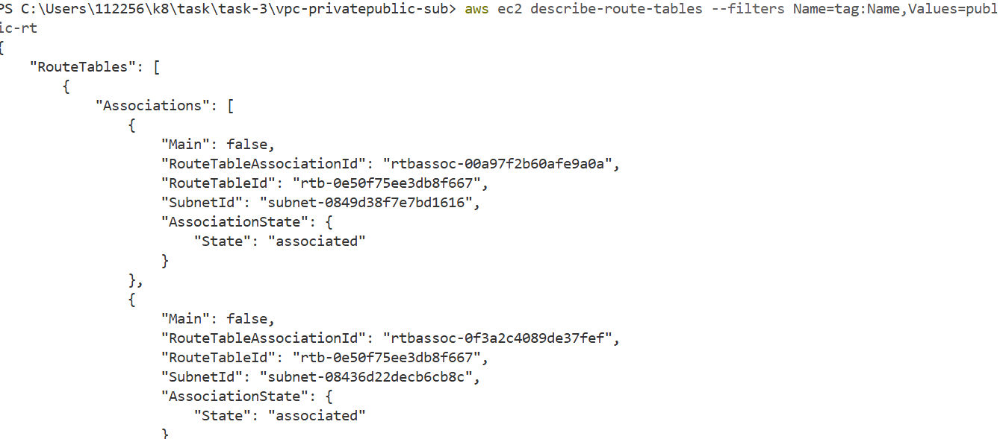 PS C:\Users\112256\k8\task\task-3\vpc-privatepublic-sub> aws ec2 describe-route-tables --filters Name=tag:Name,Values=publ
ic-rt
{
    "RouteTables": [
        {
            "Associations": [
                {
                    "Main": false,
                    "RouteTableAssociationId": "rtbassoc-00a97f2b60afe9a0a",
                    "RouteTableId": "rtb-0e50f75ee3db8f667",
                    "SubnetId": "subnet-0849d38f7e7bd1616",
                    "AssociationState": {
                        "State": "associated"
                    }
                },
                {
                    "Main": false,
                    "RouteTableAssociationId": "rtbassoc-0f3a2c4089de37fef",
                    "RouteTableId": "rtb-0e50f75ee3db8f667",
                    "SubnetId": "subnet-08436d22decb6cb8c",
                    "AssociationState": {
                        "State": "associated"
                    }